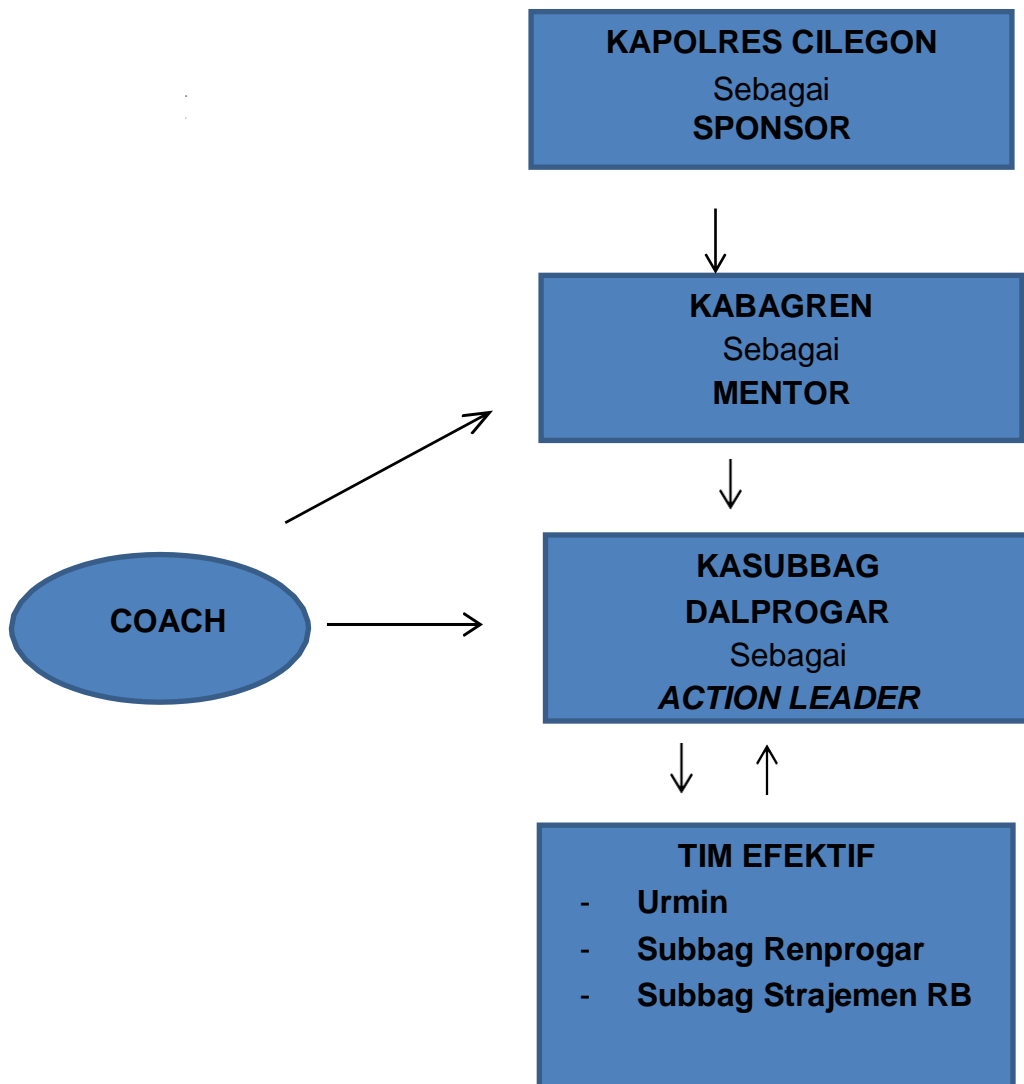 KAPOLRES CILEGON
Sebagai
SPONSOR
KABAGREN
Sebagai
MENTOR
COACH
KASUBBAG
DALPROGAR
Sebagai
ACTION LEADER
TIM EFEKTIF
- Urmin
- Subbag Renprogar
- Subbag Strajemen RB